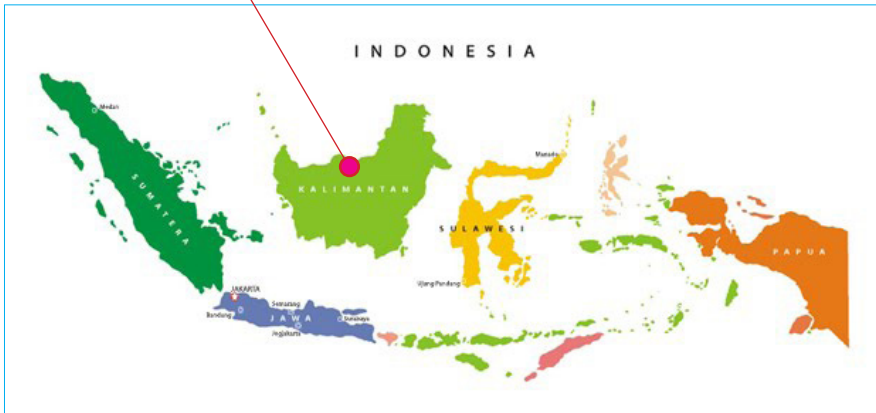 INDONESIA
Medan
SUMATERA
KALIMANTAN
Manado
SULAWESI
PAPUA
Ujung Pandang
JAKARTA
Semarang
Bandung
JAWA
Surabaya
Jogjakarta